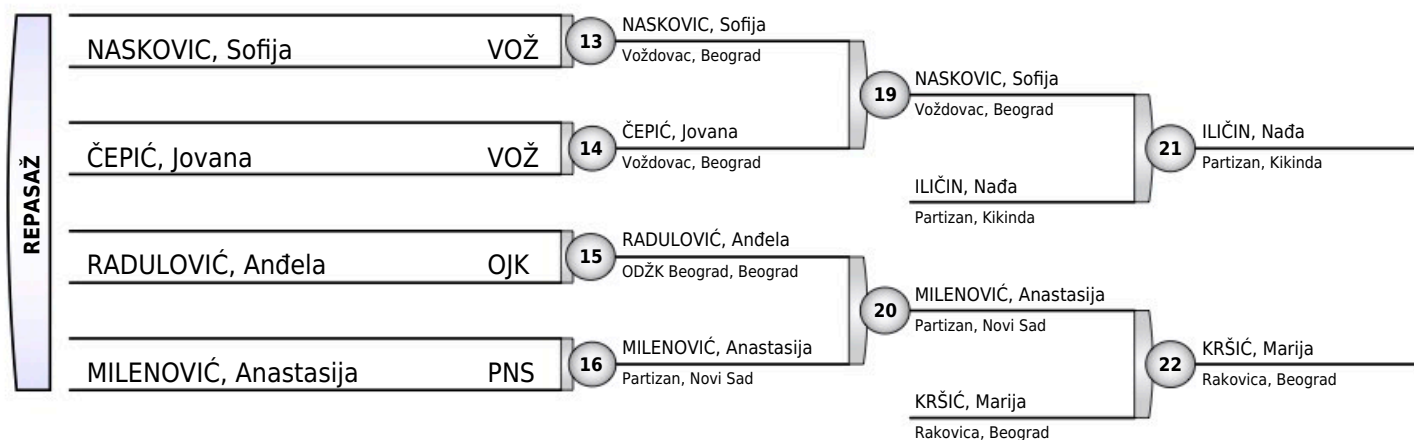 REPASAŽ
NASKOVIC, Sofija VOŽ
13
NASKOVIC, Sofija
Voždovac, Beograd
ČEPIĆ, Jovana VOŽ
14
ČEPIĆ, Jovana
Voždovac, Beograd
19
NASKOVIC, Sofija
Voždovac, Beograd
ILIČIN, Nađa
Partizan, Kikinda
21
ILIČIN, Nađa
Partizan, Kikinda
RADULOVIĆ, Anđela OJK
15
RADULOVIĆ, Anđela
ODŽK Beograd, Beograd
MILENOVIĆ, Anastasija PNS
16
MILENOVIĆ, Anastasija
Partizan, Novi Sad
20
MILENOVIĆ, Anastasija
Partizan, Novi Sad
KRŠIĆ, Marija
Rakovica, Beograd
22
KRŠIĆ, Marija
Rakovica, Beograd